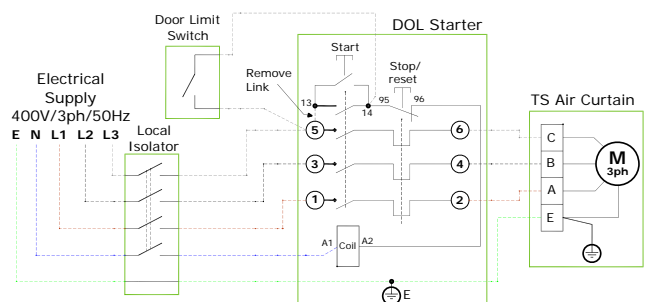 Door Limit
Switch
DOL Starter
Start
Stop/
reset
Remove
Link
Electrical
Supply
400V/3ph/50Hz
E N L1 L2 L3
Local
Isolator
TS Air Curtain
13
14
95
96
5
6
C
3
4
B
M
3ph
1
2
A
E
A1
Coil
A2
E